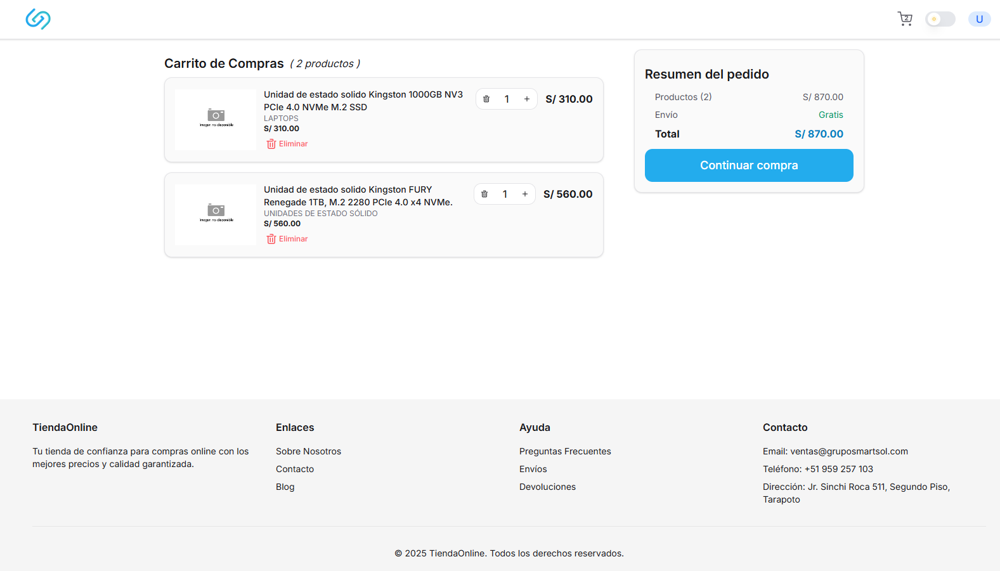 2
U
Carrito de Compras ( 2 productos )
Imagen no disponible
Unidad de estado solido Kingston 1000GB NV3
PCIe 4.0 NVMe M.2 SSD
LAPTOPS
S/ 310.00
Eliminar
1 + S/ 310.00
Imagen no disponible
Unidad de estado solido Kingston FURY
Renegade 1TB, M.2 2280 PCIe 4.0 x4 NVMe.
UNIDADES DE ESTADO SÓLIDO
S/ 560.00
Eliminar
1 + S/ 560.00
Resumen del pedido
Productos (2) S/ 870.00
Envío Gratis
Total S/ 870.00
Continuar compra
TiendaOnline
Tu tienda de confianza para compras online con los
mejores precios y calidad garantizada.
Enlaces
Sobre Nosotros
Contacto
Blog
Ayuda
Preguntas Frecuentes
Envíos
Devoluciones
Contacto
Email: ventas@gruposmartsol.com
Teléfono: +51 959 257 103
Dirección: Jr. Sinchi Roca 511, Segundo Piso,
Tarapoto
© 2025 TiendaOnline. Todos los derechos reservados.